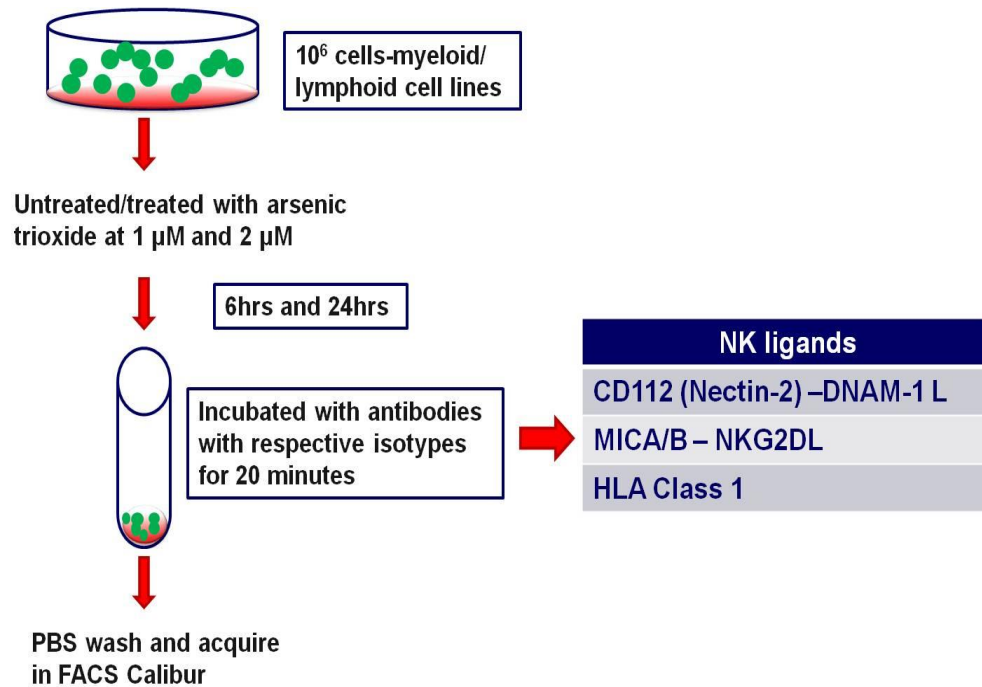 10⁶ cells-myeloid/
lymphoid cell lines
Untreated/treated with arsenic
trioxide at 1 µM and 2 µM
6hrs and 24hrs
Incubated with antibodies
with respective isotypes
for 20 minutes
NK ligands
CD112 (Nectin-2) –DNAM-1 L
MICA/B – NKG2DL
HLA Class 1
PBS wash and acquire
in FACS Calibur